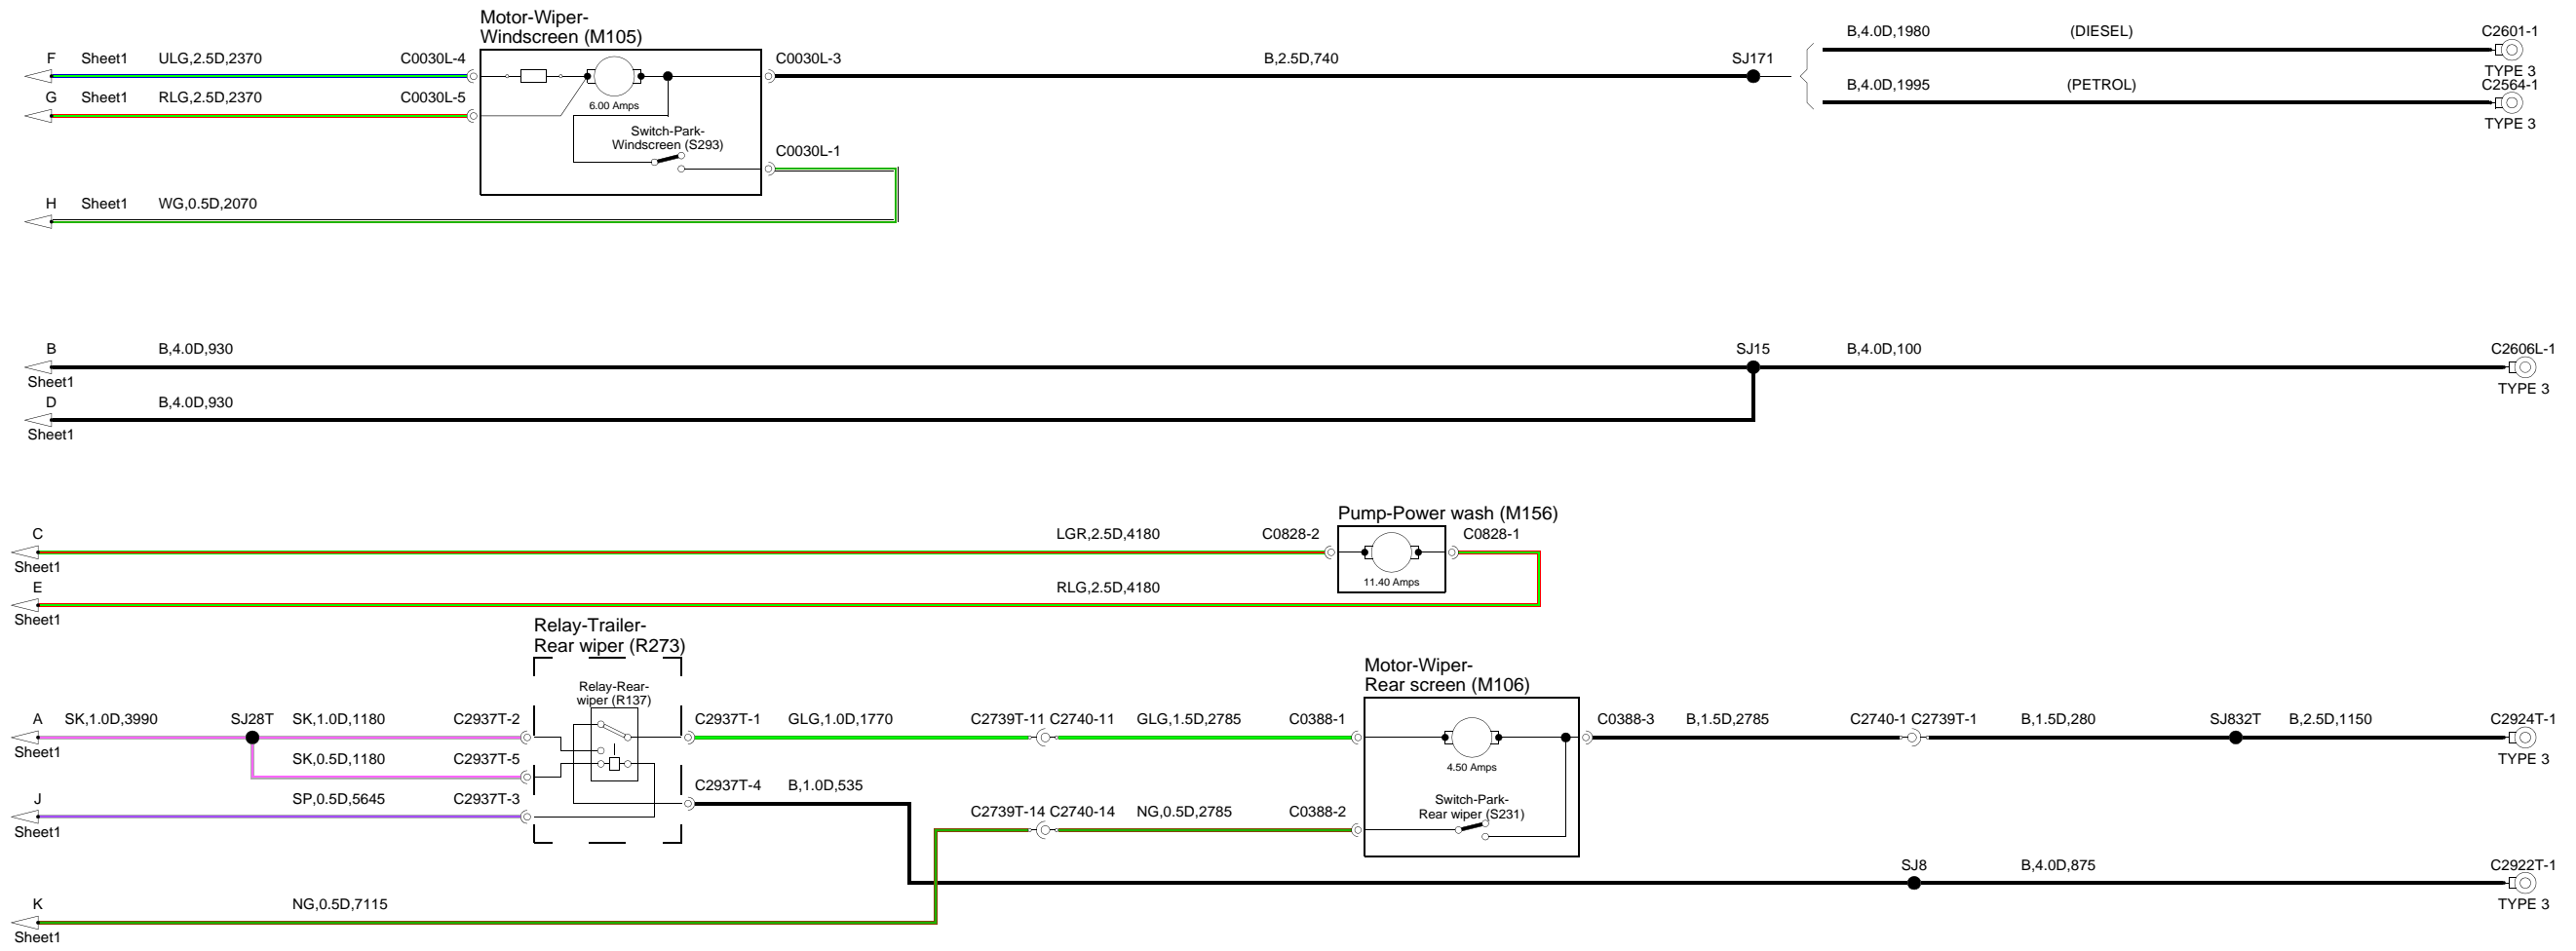 Motor-Wiper-
Windscreen (M105)
B,4.0D,1980 (DIESEL) C2601-1
F Sheet1 ULG,2.5D,2370 C0030L-4 C0030L-3 B,2.5D,740 SJ171
TYPE 3
G Sheet1 RLG,2.5D,2370 C0030L-5 6.00 Amps B,4.0D,1995 (PETROL) C2564-1
TYPE 3
Switch-Park-
Windscreen (S293)
C0030L-1
H Sheet1 WG,0.5D,2070
B B,4.0D,930 SJ15 B,4.0D,100 C2606L-1
Sheet1 TYPE 3
D B,4.0D,930
Sheet1
Pump-Power wash (M156)
C LGR,2.5D,4180 C0828-2 C0828-1
Sheet1 11.40 Amps
E RLG,2.5D,4180
Sheet1
Relay-Trailer-
Rear wiper (R273)
Motor-Wiper-
Rear screen (M106)
Relay-Rear-
wiper (R137)
A SK,1.0D,3990 SJ28T SK,1.0D,1180 C2937T-2 C2937T-1 GLG,1.0D,1770 C2739T-11 C2740-11 GLG,1.5D,2785 C0388-1 C0388-3 B,1.5D,2785 C2740-1 C2739T-1 B,1.5D,280 SJ832T B,2.5D,1150 C2924T-1
Sheet1 SK,0.5D,1180 C2937T-5 4.50 Amps TYPE 3
C2937T-4 B,1.0D,535
J SP,0.5D,5645 C2937T-3 Switch-Park-
Rear wiper (S231)
C2739T-14 C2740-14 NG,0.5D,2785 C0388-2
Sheet1
SJ8 B,4.0D,875 C2922T-1
K NG,0.5D,7115 TYPE 3
Sheet1